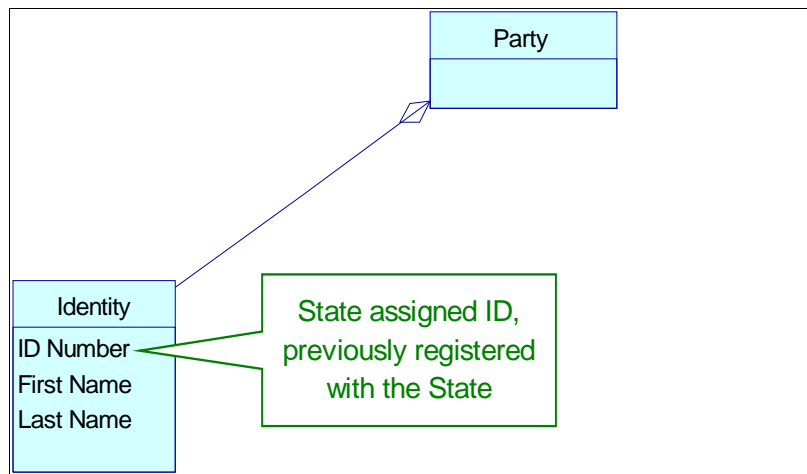 Party
Identity
ID Number
First Name
Last Name
State assigned ID,
previously registered
with the State